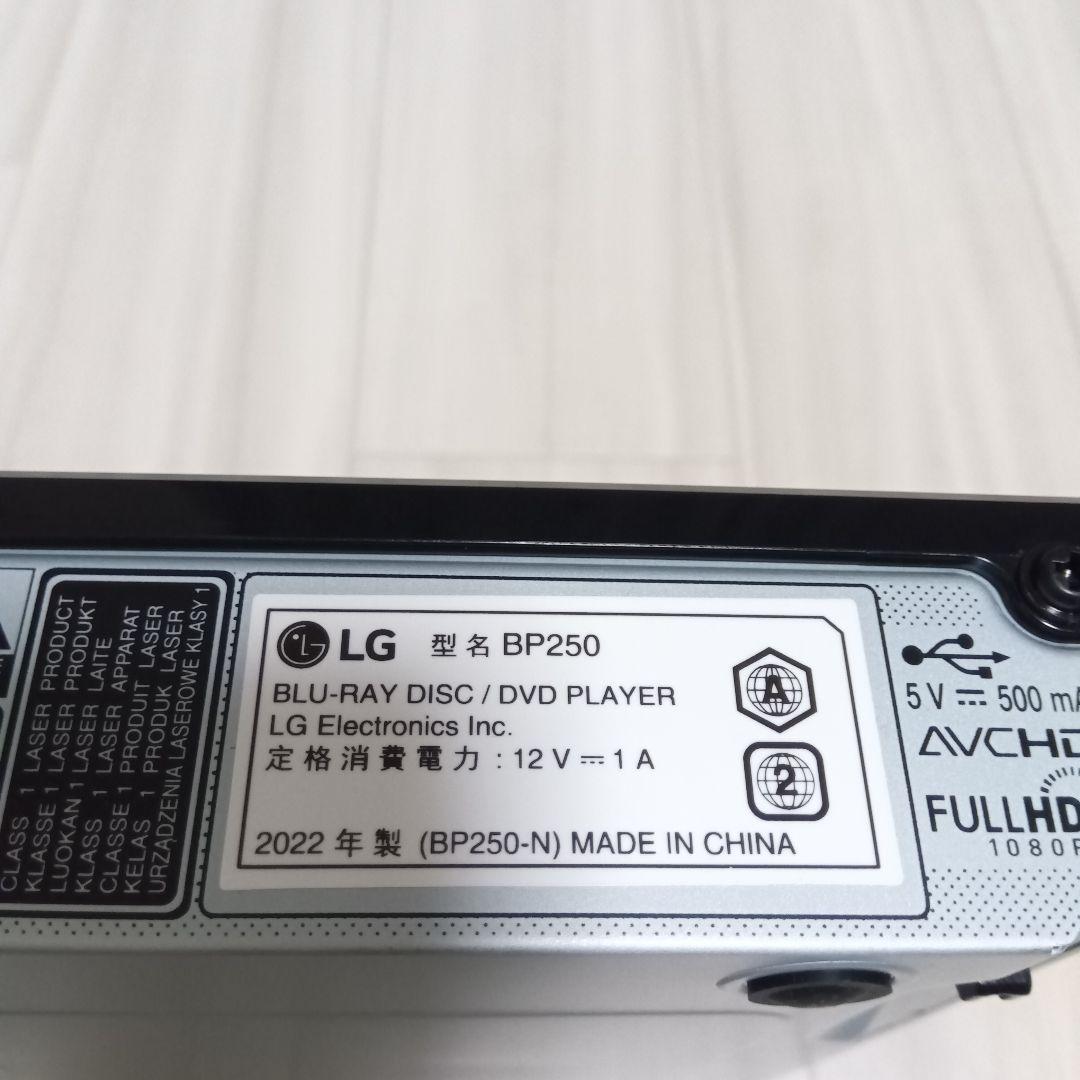 CLASS 1 LASER PRODUCT
KLASSE 1 LASER PRODUKT
LUOKAN 1 LASER LAITE
KLASS 1 LASER APPARAT
CLASSE 1 PRODUIT LASER
KELAS 1 PRODUK LASER
URZĄDZENIA LASEROWE KLASY 1
LG 型名 BP250
BLU-RAY DISC / DVD PLAYER
LG Electronics Inc.
定格消費電力 : 12 V ⎓ 1 A
2022 年 製 (BP250-N) MADE IN CHINA
A
2
5 V ⎓ 500 mA
AVCHD
FULL HD
1080P